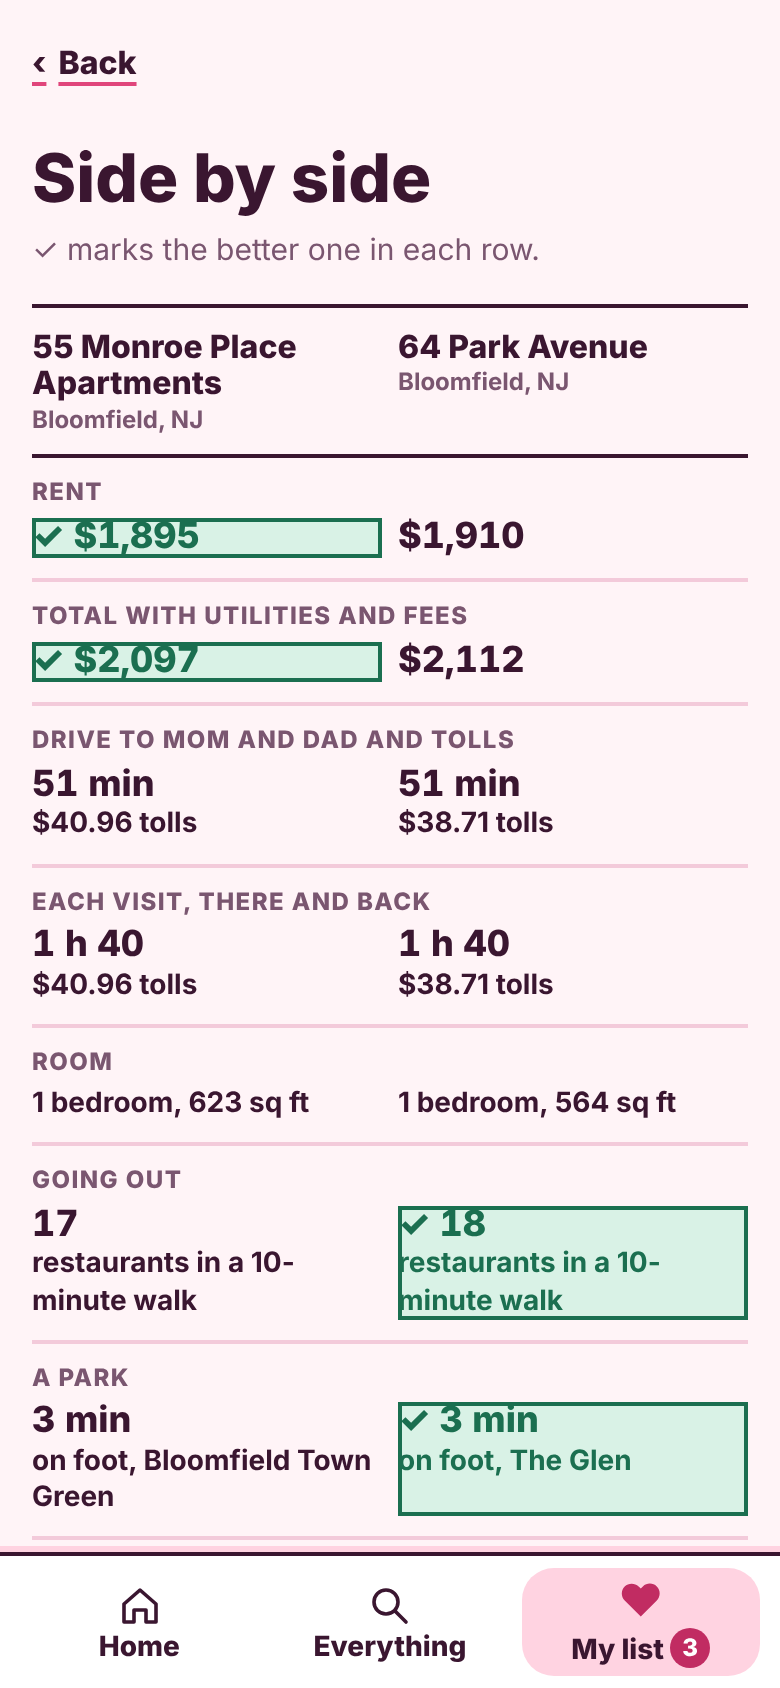 ‹ Back
Side by side
✓ marks the better one in each row.
55 Monroe Place
Apartments
Bloomfield, NJ
64 Park Avenue
Bloomfield, NJ
RENT
✓ $1,895
$1,910
TOTAL WITH UTILITIES AND FEES
✓ $2,097
$2,112
DRIVE TO MOM AND DAD AND TOLLS
51 min
$40.96 tolls
51 min
$38.71 tolls
EACH VISIT, THERE AND BACK
1 h 40
$40.96 tolls
1 h 40
$38.71 tolls
ROOM
1 bedroom, 623 sq ft
1 bedroom, 564 sq ft
GOING OUT
17
restaurants in a 10-
minute walk
✓ 18
restaurants in a 10-
minute walk
A PARK
3 min
on foot, Bloomfield Town
Green
✓ 3 min
on foot, The Glen
Home
Everything
My list 3